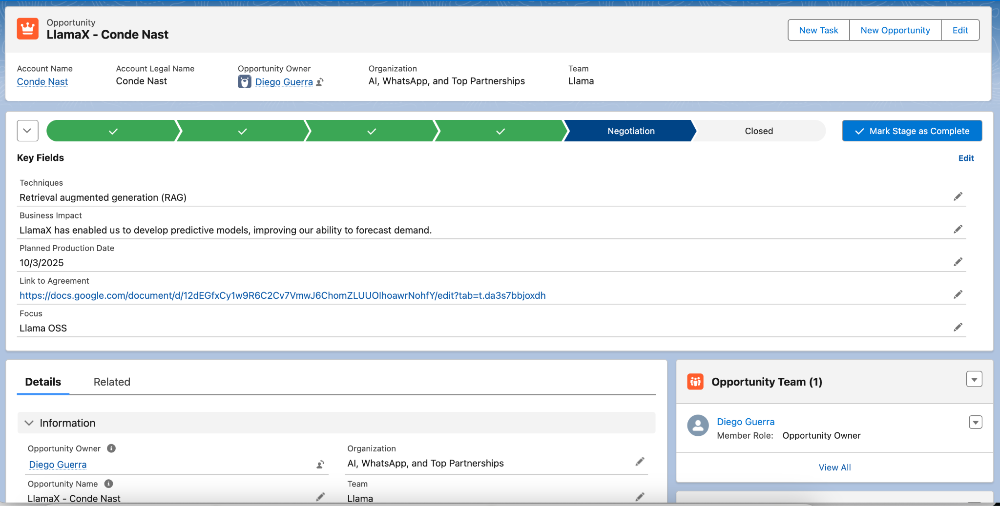 Opportunity
LlamaX - Conde Nast
New Task
New Opportunity
Edit
Account Name
Conde Nast
Account Legal Name
Conde Nast
Opportunity Owner
Diego Guerra
Organization
AI, WhatsApp, and Top Partnerships
Team
Llama
Negotiation
Closed
Mark Stage as Complete
Key Fields
Edit
Techniques
Retrieval augmented generation (RAG)
Business Impact
LlamaX has enabled us to develop predictive models, improving our ability to forecast demand.
Planned Production Date
10/3/2025
Link to Agreement
https://docs.google.com/document/d/12dEGfxCy1w9R6C2Cv7VmwJ6ChomZLUUOIhoawrNohfY/edit?tab=t.da3s7bbjoxdh
Focus
Llama OSS
Details
Related
Information
Opportunity Owner
Diego Guerra
Organization
AI, WhatsApp, and Top Partnerships
Opportunity Name
LlamaX - Conde Nast
Team
Llama
Opportunity Team (1)
Diego Guerra
Member Role: Opportunity Owner
View All